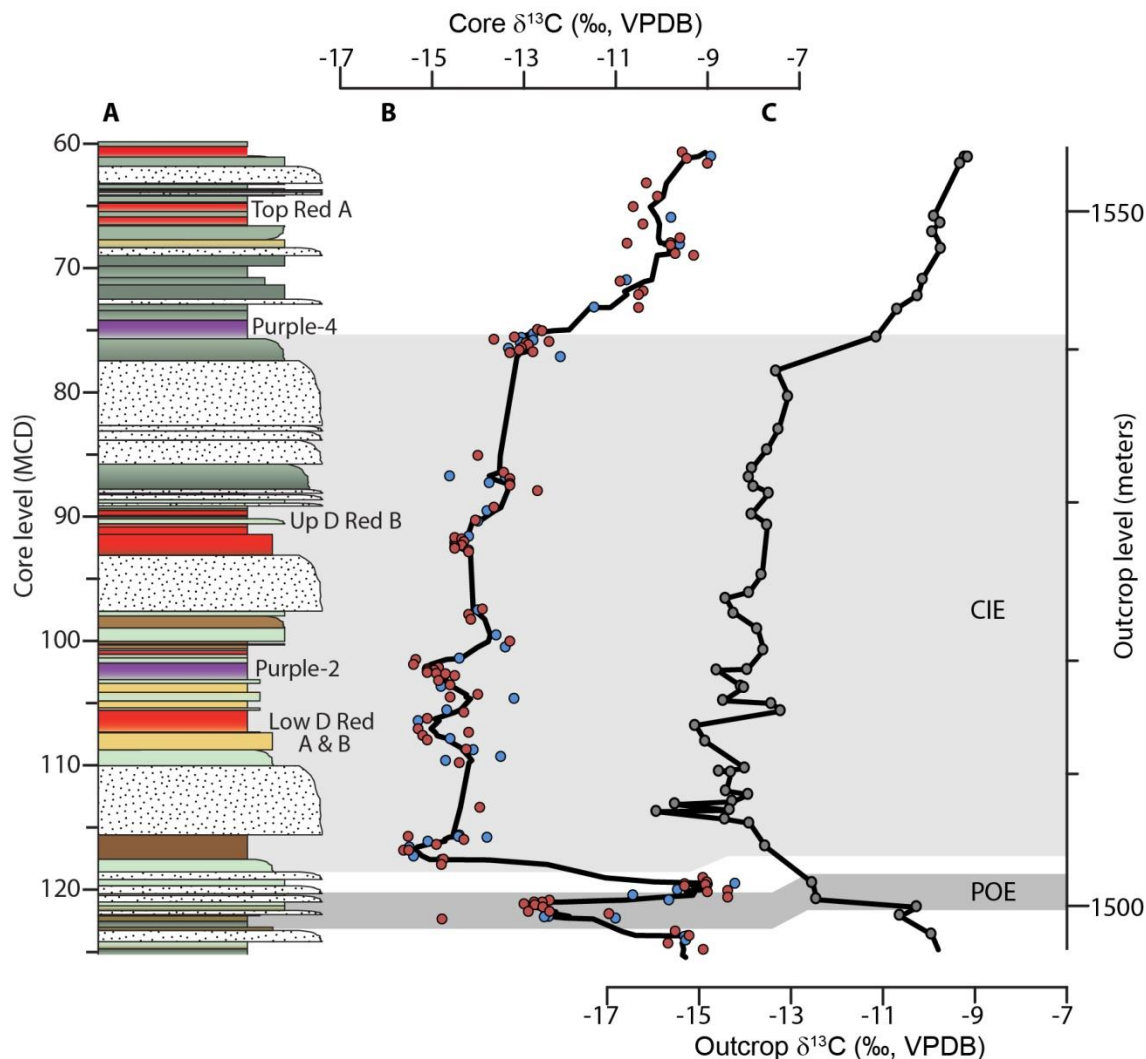 Core δ¹³C (‰, VPDB)
-17 -15 -13 -11 -9 -7
A B C
60
Top Red A
1550
70
Purple-4
80
Core level (MCD)
Outcrop level (meters)
Up D Red B
90
CIE
100
Purple-2
Low D Red
A & B
110
120
POE
1500
-17 -15 -13 -11 -9 -7
Outcrop δ¹³C (‰, VPDB)